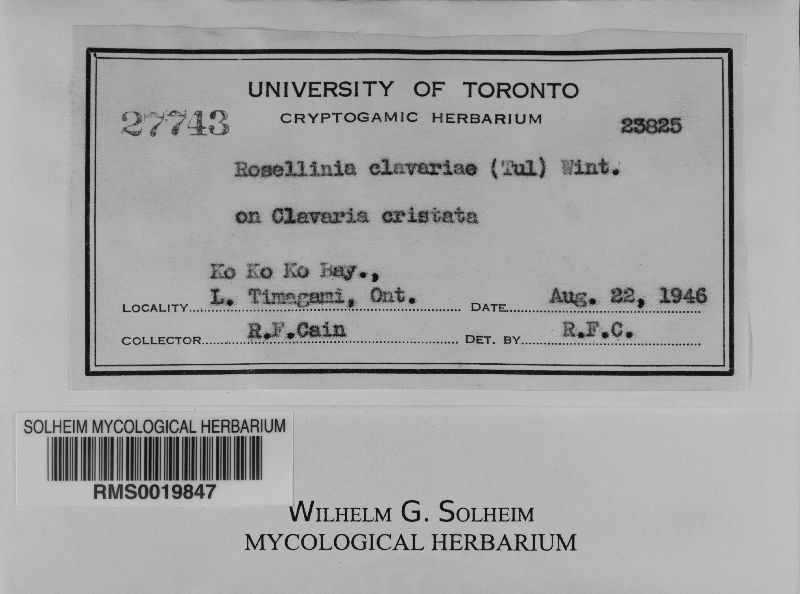 UNIVERSITY OF TORONTO
27743 CRYPTOGAMIC HERBARIUM 23825
Rosellinia clavariae (Tul) Wint.
on Clavaria cristata
Ko Ko Ko Bay.,
LOCALITY L. Timagami, Ont. DATE Aug. 22, 1946
COLLECTOR R.F.Cain DET. BY R.F.C.
SOLHEIM MYCOLOGICAL HERBARIUM
RMS0019847
WILHELM G. SOLHEIM
MYCOLOGICAL HERBARIUM